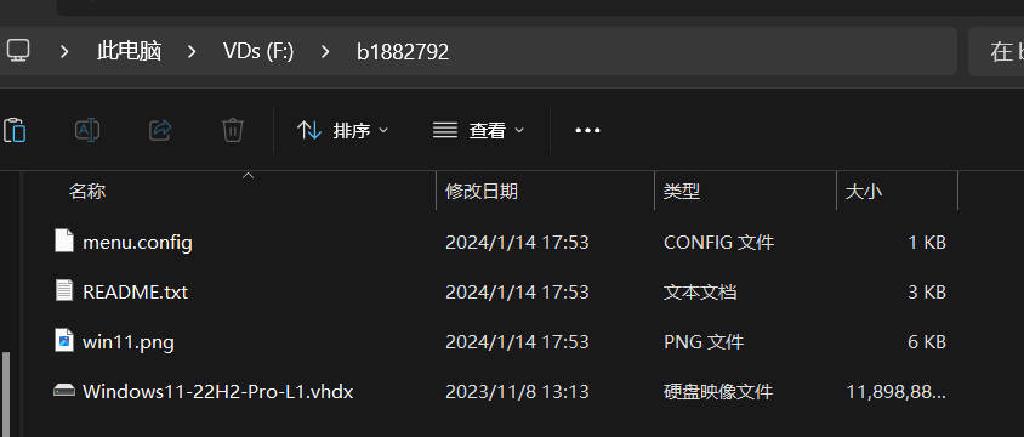 此电脑 VDs (F:) b1882792 在 b
排序 查看
名称 修改日期 类型 大小
menu.config 2024/1/14 17:53 CONFIG 文件 1 KB
README.txt 2024/1/14 17:53 文本文档 3 KB
win11.png 2024/1/14 17:53 PNG 文件 6 KB
Windows11-22H2-Pro-L1.vhdx 2023/11/8 13:13 硬盘映像文件 11,898,88...